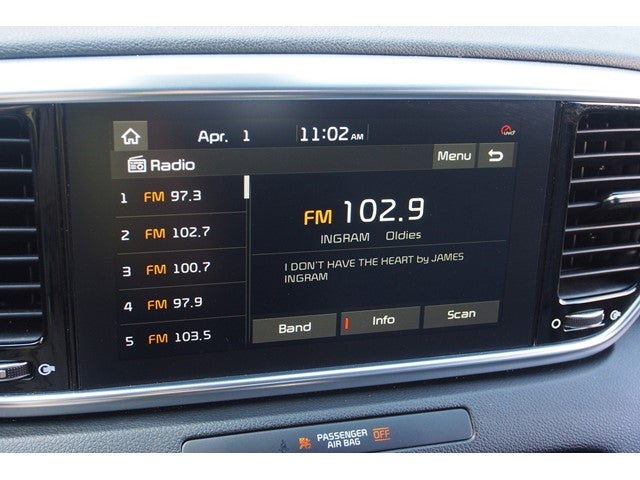 Apr. 1 11:02 AM
UVO
Radio
Menu
1 FM 97.3
2 FM 102.7
3 FM 100.7
4 FM 97.9
5 FM 103.5
FM 102.9
INGRAM Oldies
I DON'T HAVE THE HEART by JAMES
INGRAM
Band
Info
Scan
PASSENGER
AIR BAG
OFF